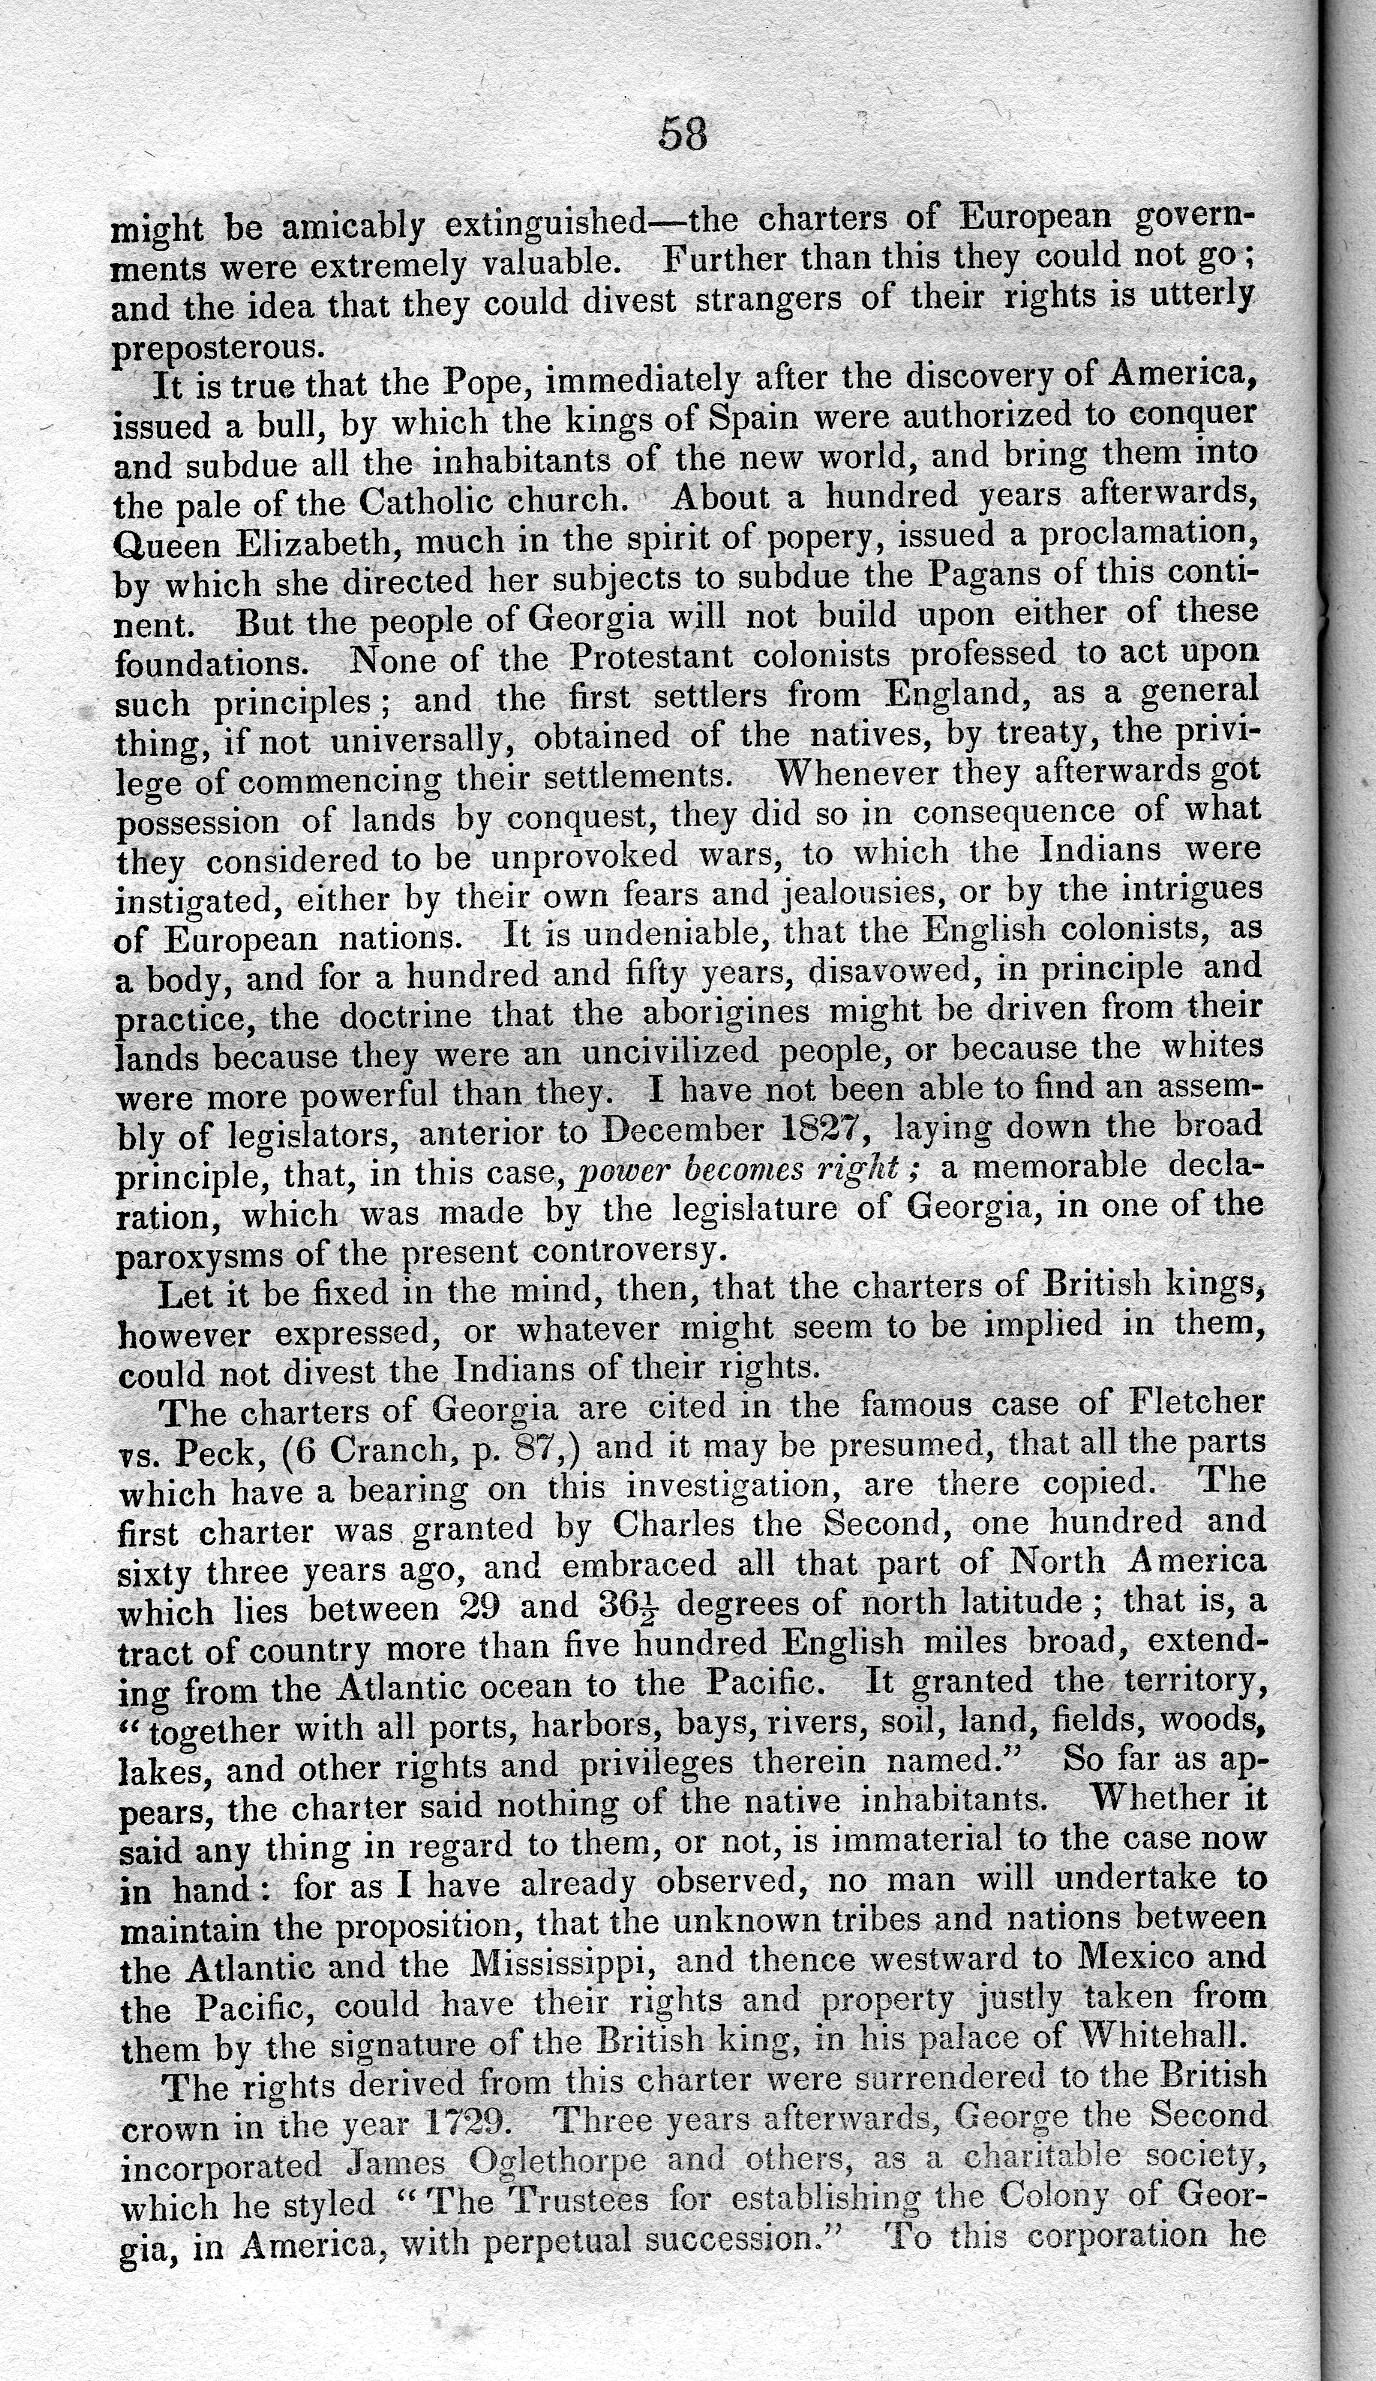 58
might be amicably extinguished—the charters of European govern-
ments were extremely valuable. Further than this they could not go;
and the idea that they could divest strangers of their rights is utterly
preposterous.
It is true that the Pope, immediately after the discovery of America,
issued a bull, by which the kings of Spain were authorized to conquer
and subdue all the inhabitants of the new world, and bring them into
the pale of the Catholic church. About a hundred years afterwards,
Queen Elizabeth, much in the spirit of popery, issued a proclamation,
by which she directed her subjects to subdue the Pagans of this conti-
nent. But the people of Georgia will not build upon either of these
foundations. None of the Protestant colonists professed to act upon
such principles; and the first settlers from England, as a general
thing, if not universally, obtained of the natives, by treaty, the privi-
lege of commencing their settlements. Whenever they afterwards got
possession of lands by conquest, they did so in consequence of what
they considered to be unprovoked wars, to which the Indians were
instigated, either by their own fears and jealousies, or by the intrigues
of European nations. It is undeniable, that the English colonists, as
a body, and for a hundred and fifty years, disavowed, in principle and
practice, the doctrine that the aborigines might be driven from their
lands because they were an uncivilized people, or because the whites
were more powerful than they. I have not been able to find an assem-
bly of legislators, anterior to December 1827, laying down the broad
principle, that, in this case, power becomes right; a memorable decla-
ration, which was made by the legislature of Georgia, in one of the
paroxysms of the present controversy.
Let it be fixed in the mind, then, that the charters of British kings,
however expressed, or whatever might seem to be implied in them,
could not divest the Indians of their rights.
The charters of Georgia are cited in the famous case of Fletcher
vs. Peck, (6 Cranch, p. 87,) and it may be presumed, that all the parts
which have a bearing on this investigation, are there copied. The
first charter was granted by Charles the Second, one hundred and
sixty three years ago, and embraced all that part of North America
which lies between 29 and 36½ degrees of north latitude; that is, a
tract of country more than five hundred English miles broad, extend-
ing from the Atlantic ocean to the Pacific. It granted the territory,
“together with all ports, harbors, bays, rivers, soil, land, fields, woods,
lakes, and other rights and privileges therein named.” So far as ap-
pears, the charter said nothing of the native inhabitants. Whether it
said any thing in regard to them, or not, is immaterial to the case now
in hand: for as I have already observed, no man will undertake to
maintain the proposition, that the unknown tribes and nations between
the Atlantic and the Mississippi, and thence westward to Mexico and
the Pacific, could have their rights and property justly taken from
them by the signature of the British king, in his palace of Whitehall.
The rights derived from this charter were surrendered to the British
crown in the year 1729. Three years afterwards, George the Second
incorporated James Oglethorpe and others, as a charitable society,
which he styled “The Trustees for establishing the Colony of Geor-
gia, in America, with perpetual succession.” To this corporation he